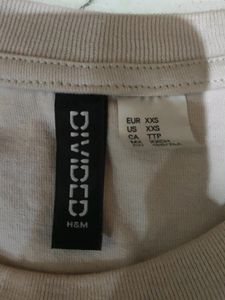 DIVIDED
H&M
EUR XXS
US XXS
CA TTP